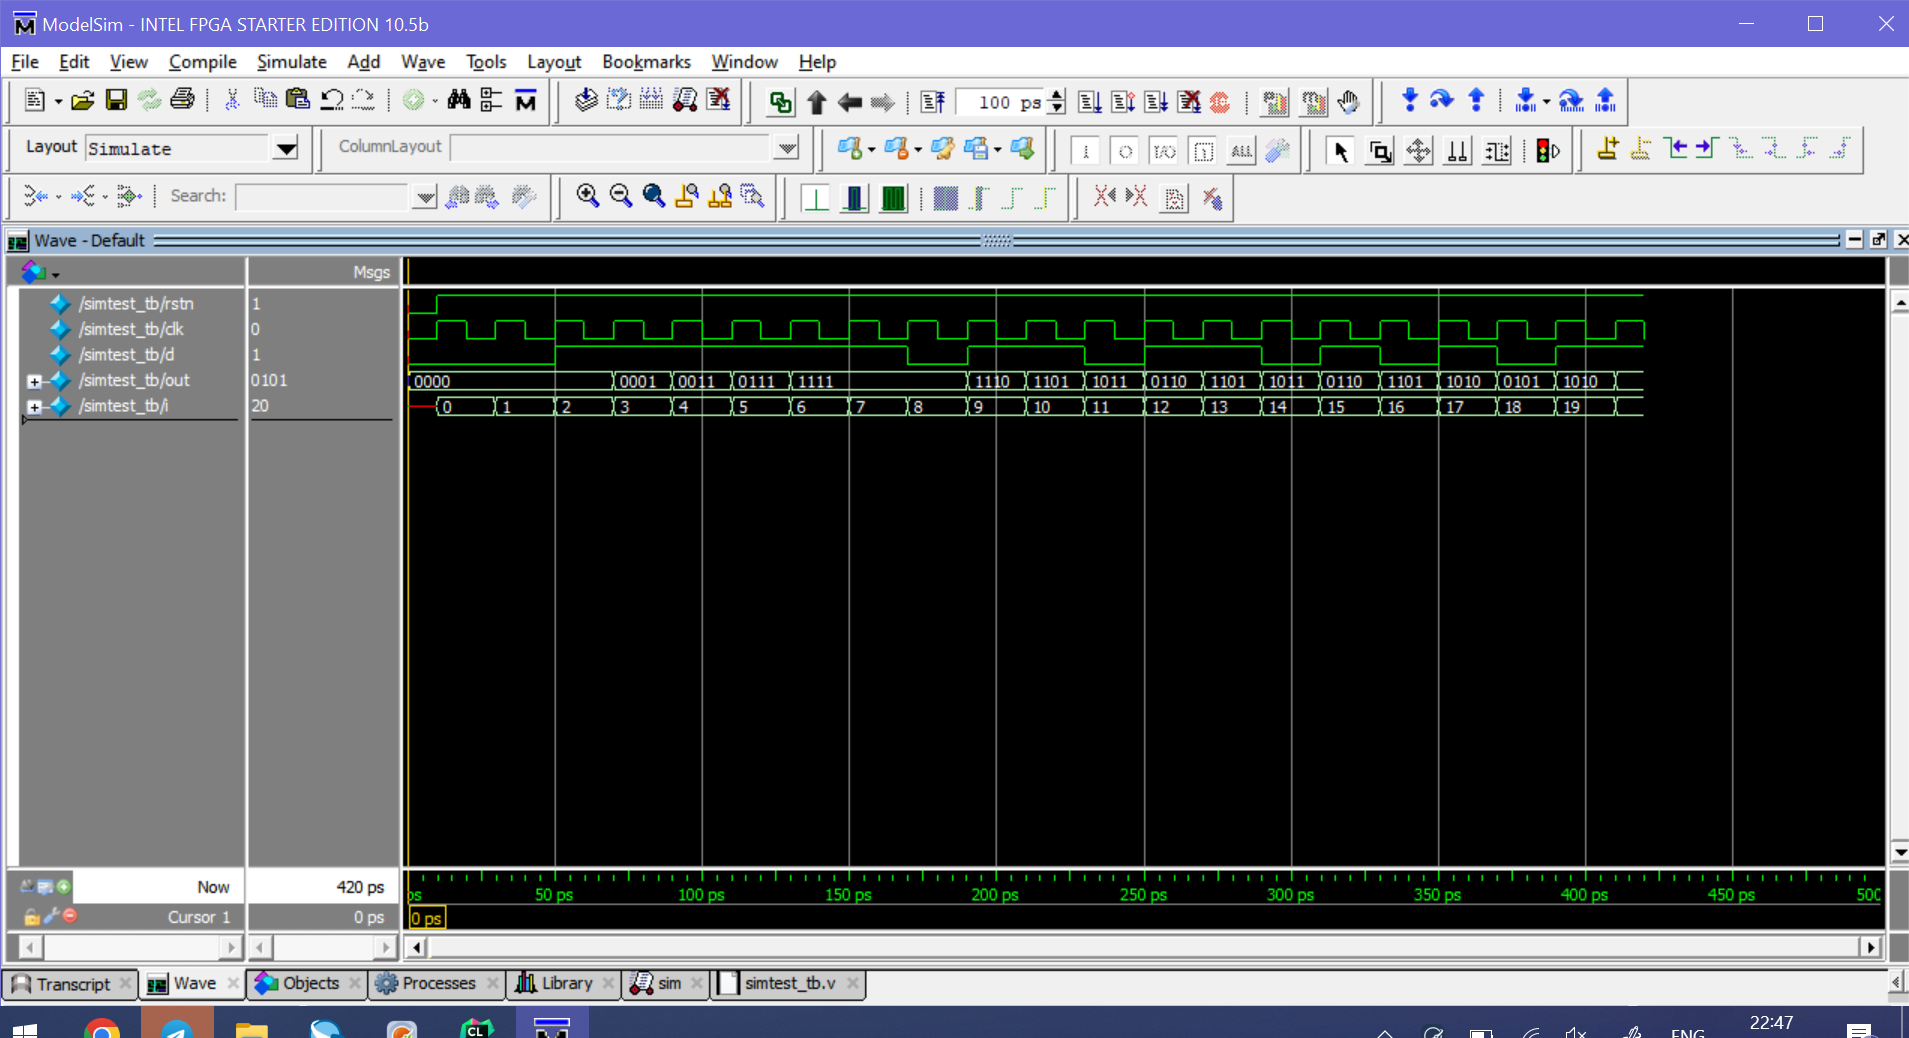 ModelSim - INTEL FPGA STARTER EDITION 10.5b
File Edit View Compile Simulate Add Wave Tools Layout Bookmarks Window Help
100 ps
Layout Simulate ColumnLayout ALL
Search:
Wave - Default
Msgs
/simtest_tb/rstn 1
/simtest_tb/clk 0
/simtest_tb/d 1
/simtest_tb/out 0101 0000 0001 0011 0111 1111 1110 1101 1011 0110 1101 1011 0110 1101 1010 0101 1010
/simtest_tb/i 20 0 1 2 3 4 5 6 7 8 9 10 11 12 13 14 15 16 17 18 19
Now 420 ps ps 50 ps 100 ps 150 ps 200 ps 250 ps 300 ps 350 ps 400 ps 450 ps 500
Cursor 1 0 ps 0 ps
Transcript Wave Objects Processes Library sim simtest_tb.v
CL ENG 22:47